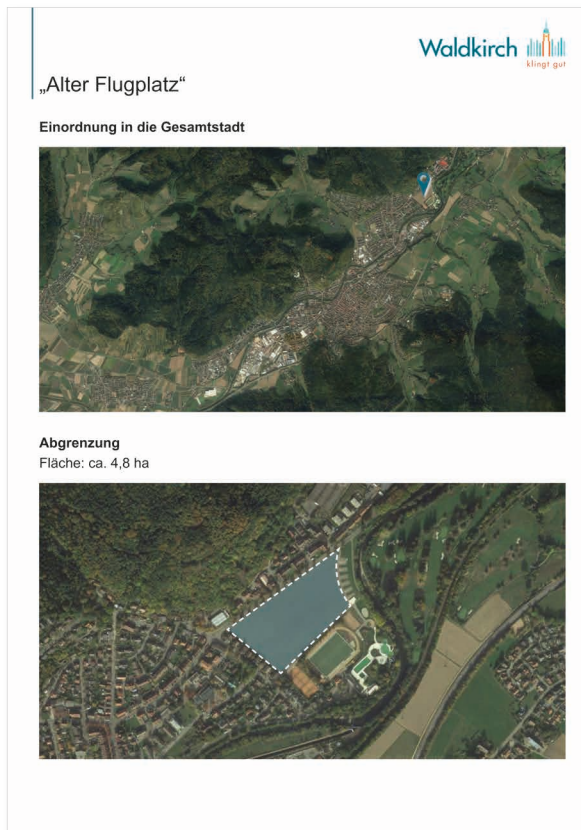 Waldkirch
klingt gut
„Alter Flugplatz“
Einordnung in die Gesamtstadt
Abgrenzung
Fläche: ca. 4,8 ha